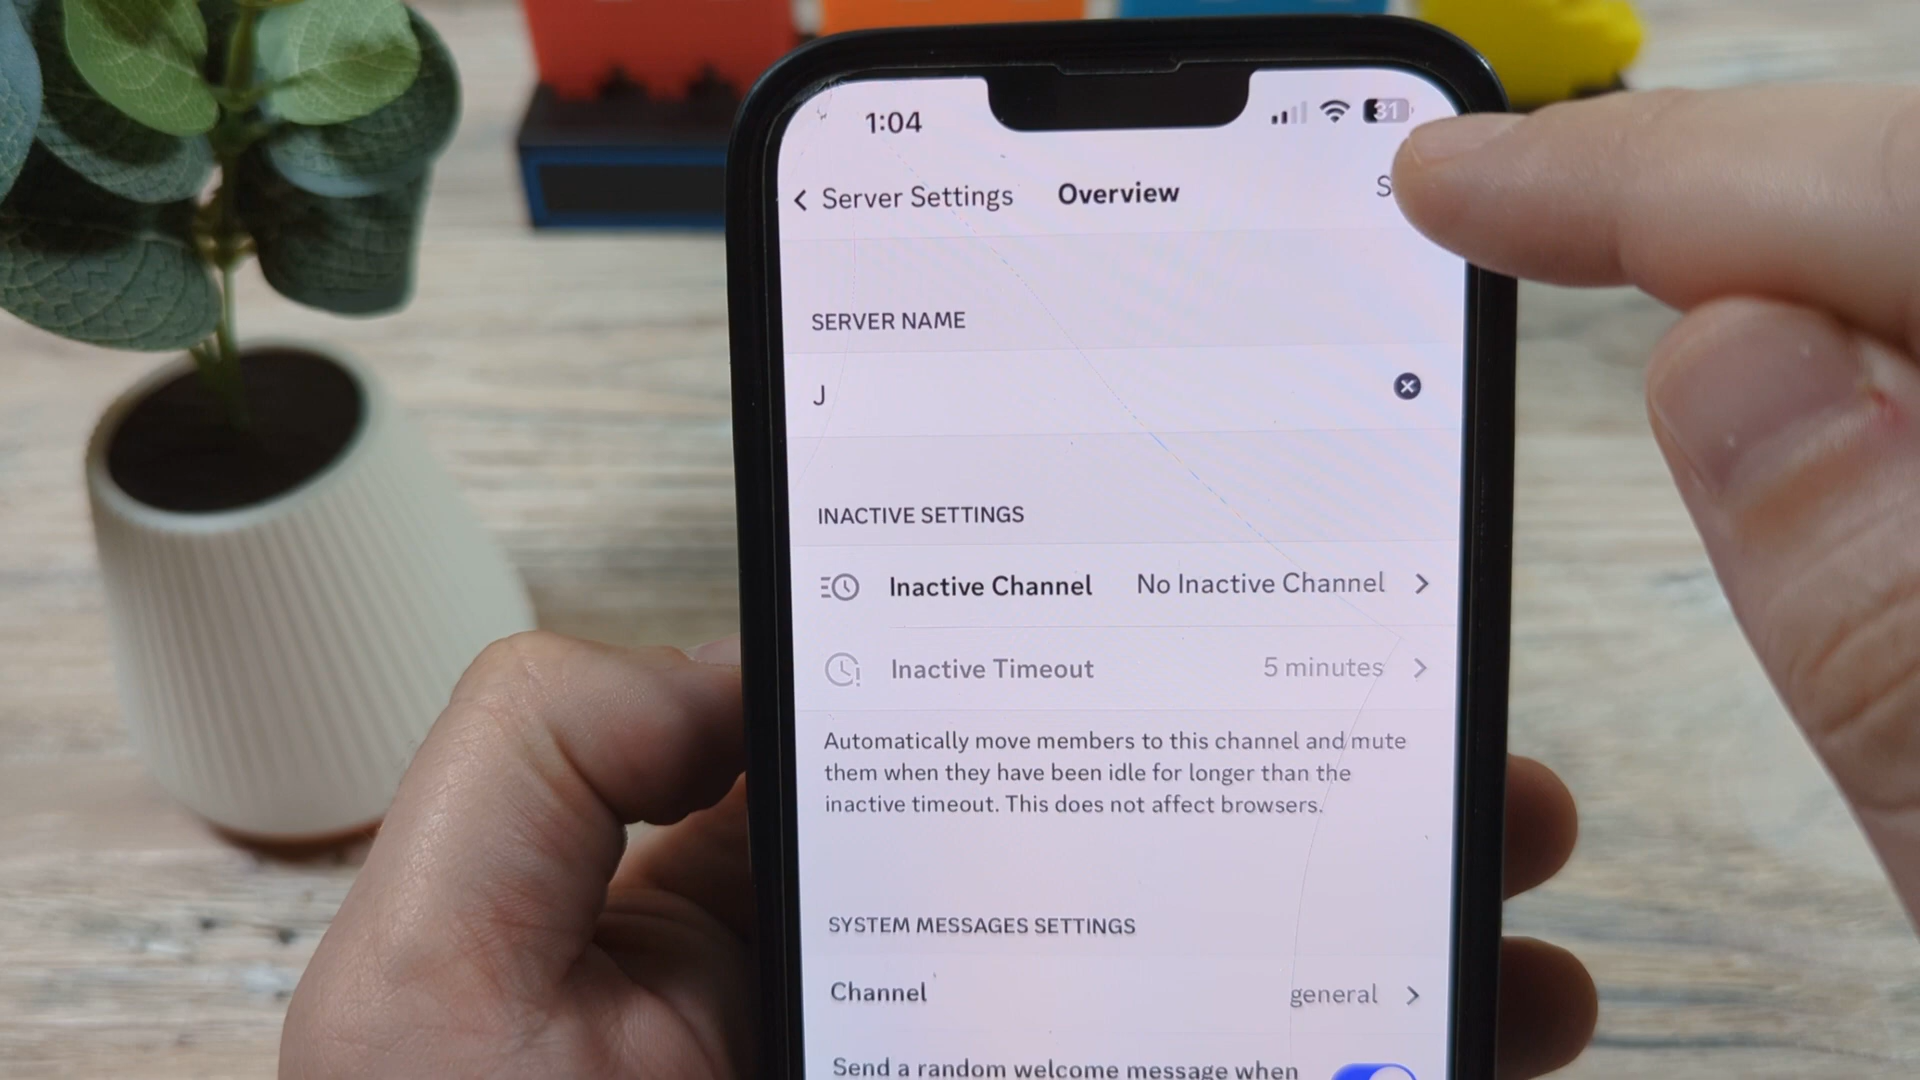 1:04
31
Server Settings
Overview
SERVER NAME
J
INACTIVE SETTINGS
Inactive Channel
No Inactive Channel
Inactive Timeout
5 minutes
Automatically move members to this channel and mute
them when they have been idle for longer than the
inactive timeout. This does not affect browsers.
SYSTEM MESSAGES SETTINGS
Channel
general
Send a random welcome message when